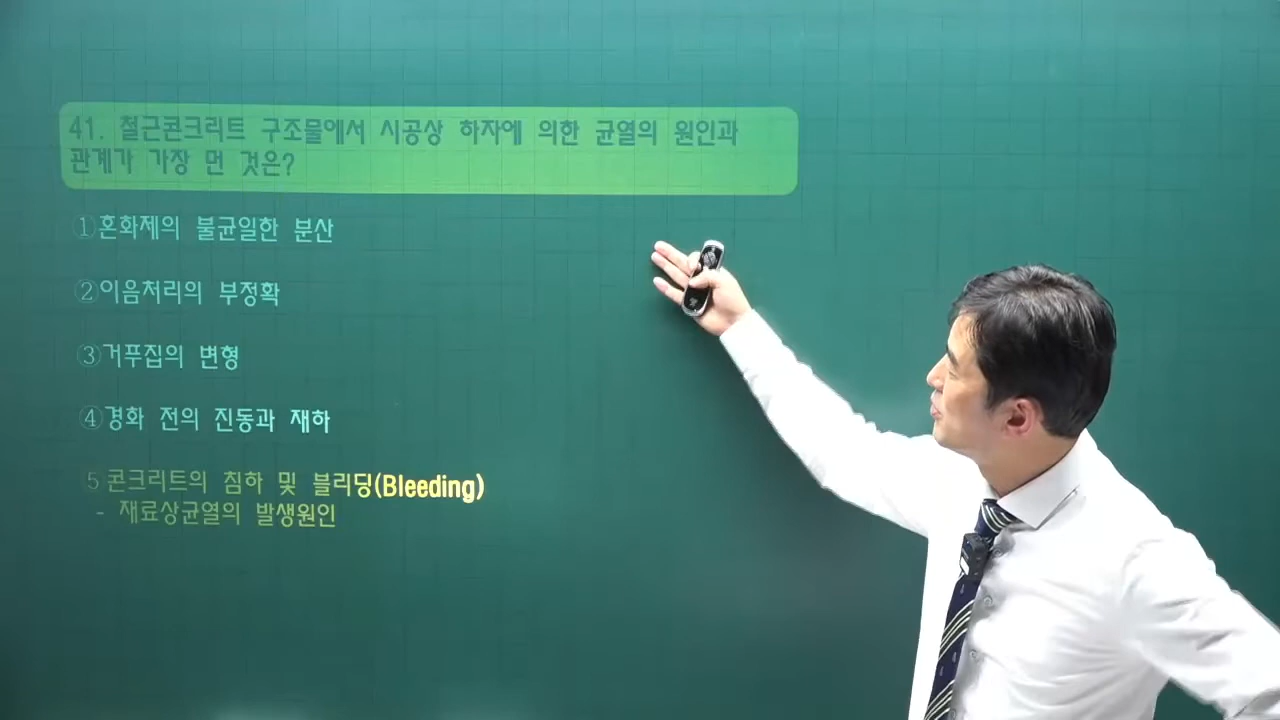 41. 철근콘크리트 구조물에서 시공상 하자에 의한 균열의 원인과
관계가 가장 먼 것은?
①혼화제의 불균일한 분산
②이음처리의 부정확
③거푸집의 변형
④경화 전의 진동과 재하
5 콘크리트의 침하 및 블리딩(Bleeding)
- 재료상균열의 발생원인